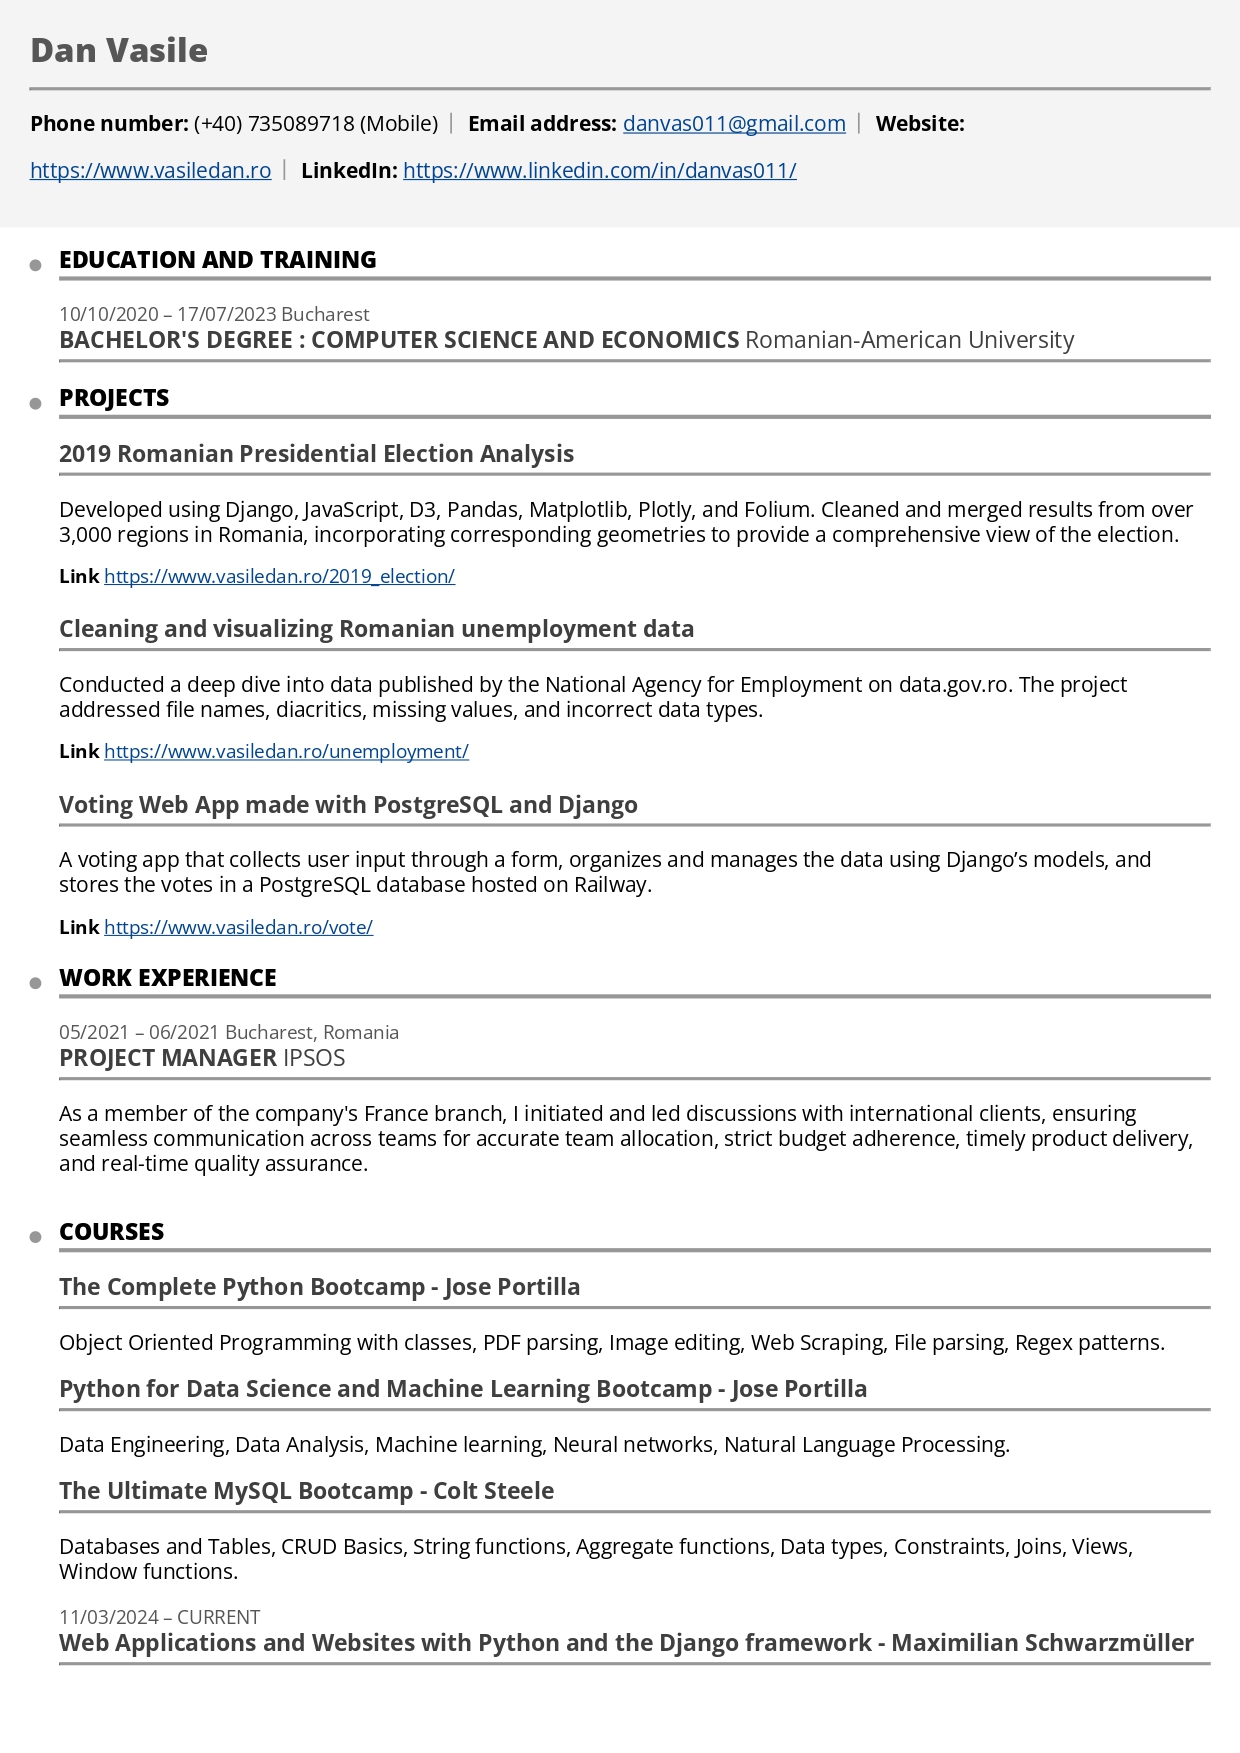 Dan Vasile
Phone number: (+40) 735089718 (Mobile) | Email address: danvas011@gmail.com | Website:
https://www.vasiledan.ro | LinkedIn: https://www.linkedin.com/in/danvas011/
EDUCATION AND TRAINING
10/10/2020 – 17/07/2023 Bucharest
BACHELOR'S DEGREE : COMPUTER SCIENCE AND ECONOMICS Romanian-American University
PROJECTS
2019 Romanian Presidential Election Analysis
Developed using Django, JavaScript, D3, Pandas, Matplotlib, Plotly, and Folium. Cleaned and merged results from over
3,000 regions in Romania, incorporating corresponding geometries to provide a comprehensive view of the election.
Link https://www.vasiledan.ro/2019_election/
Cleaning and visualizing Romanian unemployment data
Conducted a deep dive into data published by the National Agency for Employment on data.gov.ro. The project
addressed file names, diacritics, missing values, and incorrect data types.
Link https://www.vasiledan.ro/unemployment/
Voting Web App made with PostgreSQL and Django
A voting app that collects user input through a form, organizes and manages the data using Django’s models, and
stores the votes in a PostgreSQL database hosted on Railway.
Link https://www.vasiledan.ro/vote/
WORK EXPERIENCE
05/2021 – 06/2021 Bucharest, Romania
PROJECT MANAGER IPSOS
As a member of the company's France branch, I initiated and led discussions with international clients, ensuring
seamless communication across teams for accurate team allocation, strict budget adherence, timely product delivery,
and real-time quality assurance.
COURSES
The Complete Python Bootcamp - Jose Portilla
Object Oriented Programming with classes, PDF parsing, Image editing, Web Scraping, File parsing, Regex patterns.
Python for Data Science and Machine Learning Bootcamp - Jose Portilla
Data Engineering, Data Analysis, Machine learning, Neural networks, Natural Language Processing.
The Ultimate MySQL Bootcamp - Colt Steele
Databases and Tables, CRUD Basics, String functions, Aggregate functions, Data types, Constraints, Joins, Views,
Window functions.
11/03/2024 – CURRENT
Web Applications and Websites with Python and the Django framework - Maximilian Schwarzmüller